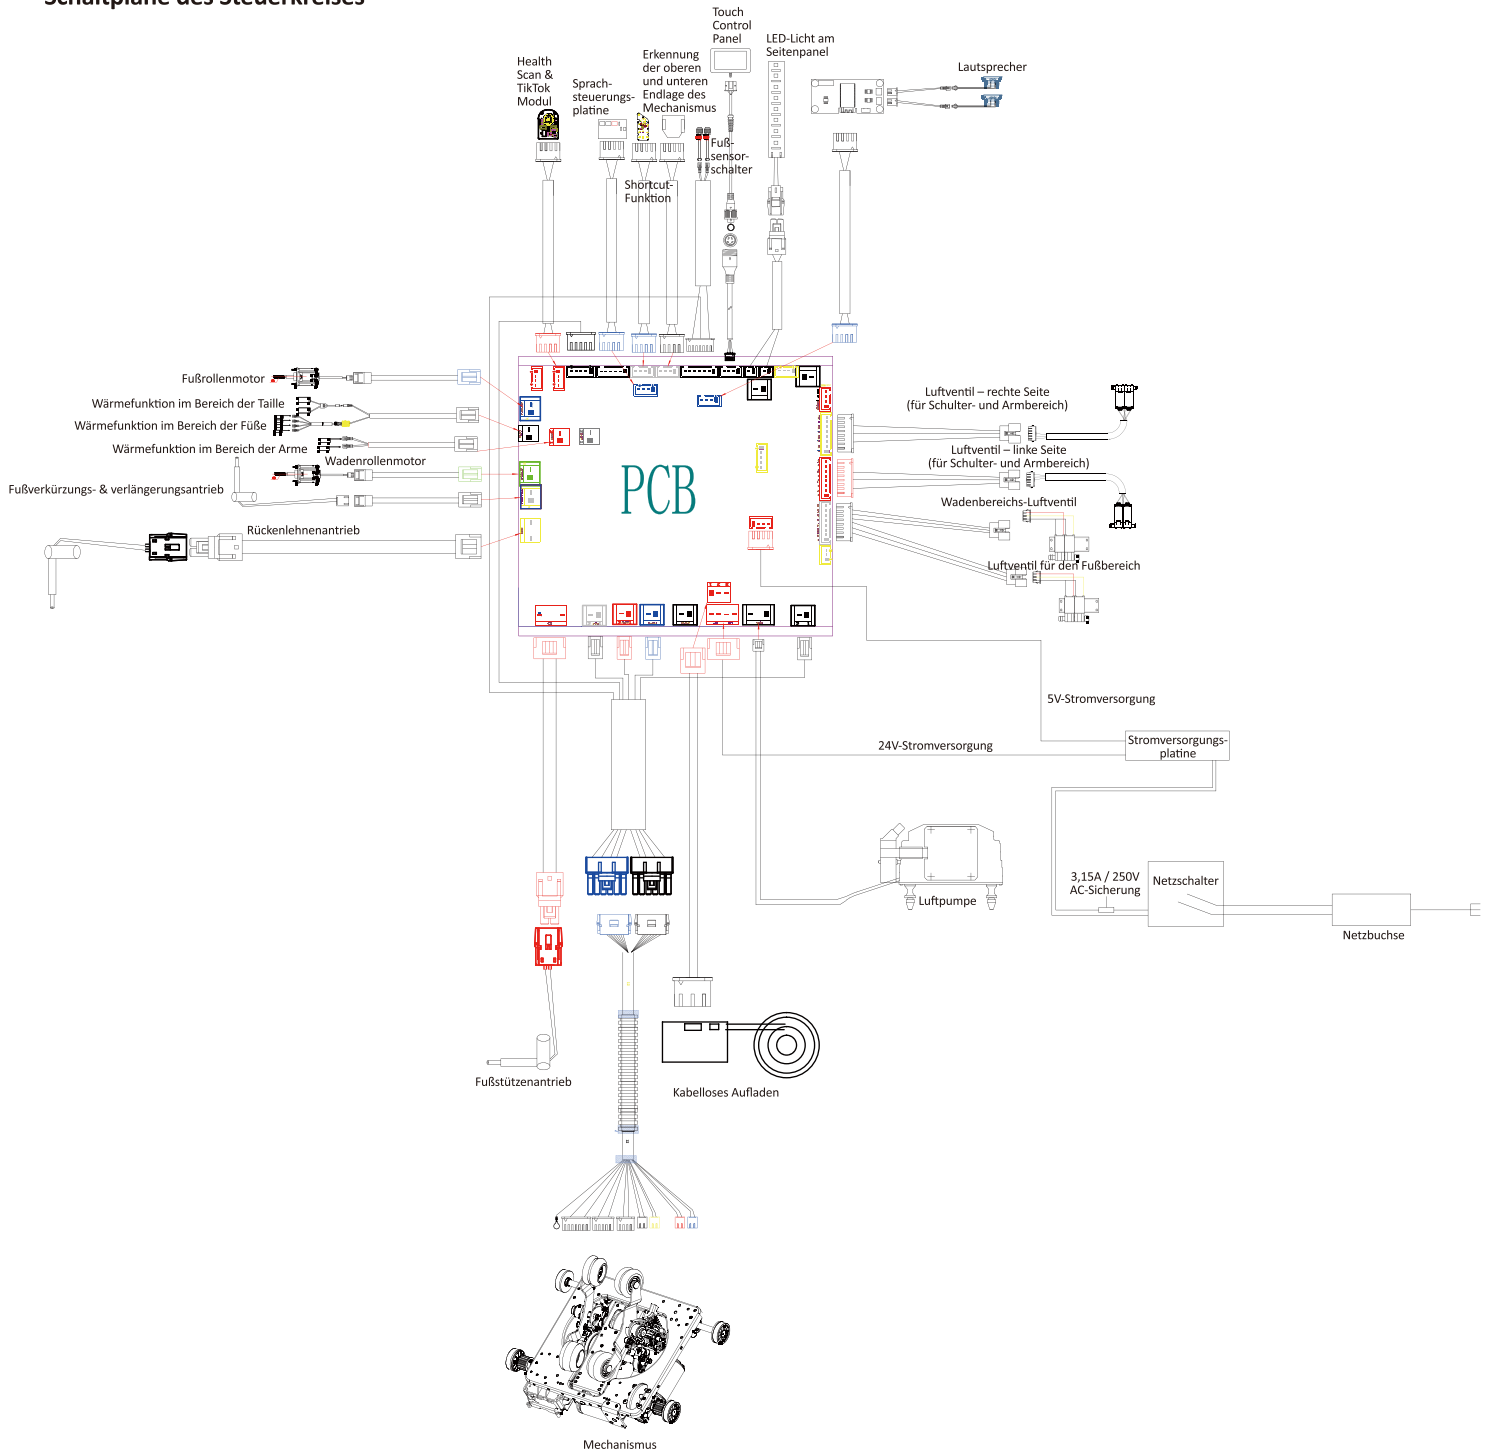 Schaltpläne des Steuerkreises
Touch
Control
Panel
LED-Licht am
Seitenpanel
Health
Scan &
TikTok
Modul
Sprach-
steuerungs-
platine
Erkennung
der oberen
und unteren
Endlage des
Mechanismus
Lautsprecher
Fuß-
sensor-
schalter
Shortcut-
Funktion
Fußrollenmotor
Wärmefunktion im Bereich der Taille
Wärmefunktion im Bereich der Füße
Wärmefunktion im Bereich der Arme
Wadenrollenmotor
Fußverkürzungs- & verlängerungsantrieb
Rückenlehnenantrieb
PCB
Luftventil – rechte Seite
(für Schulter- und Armbereich)
Luftventil – linke Seite
(für Schulter- und Armbereich)
Wadenbereichs-Luftventil
Luftventil für den Fußbereich
5V-Stromversorgung
24V-Stromversorgung
Stromversorgungs-
platine
3,15A / 250V
AC-Sicherung
Netzschalter
Netzbuchse
Luftpumpe
Fußstützenantrieb
Kabelloses Aufladen
Mechanismus